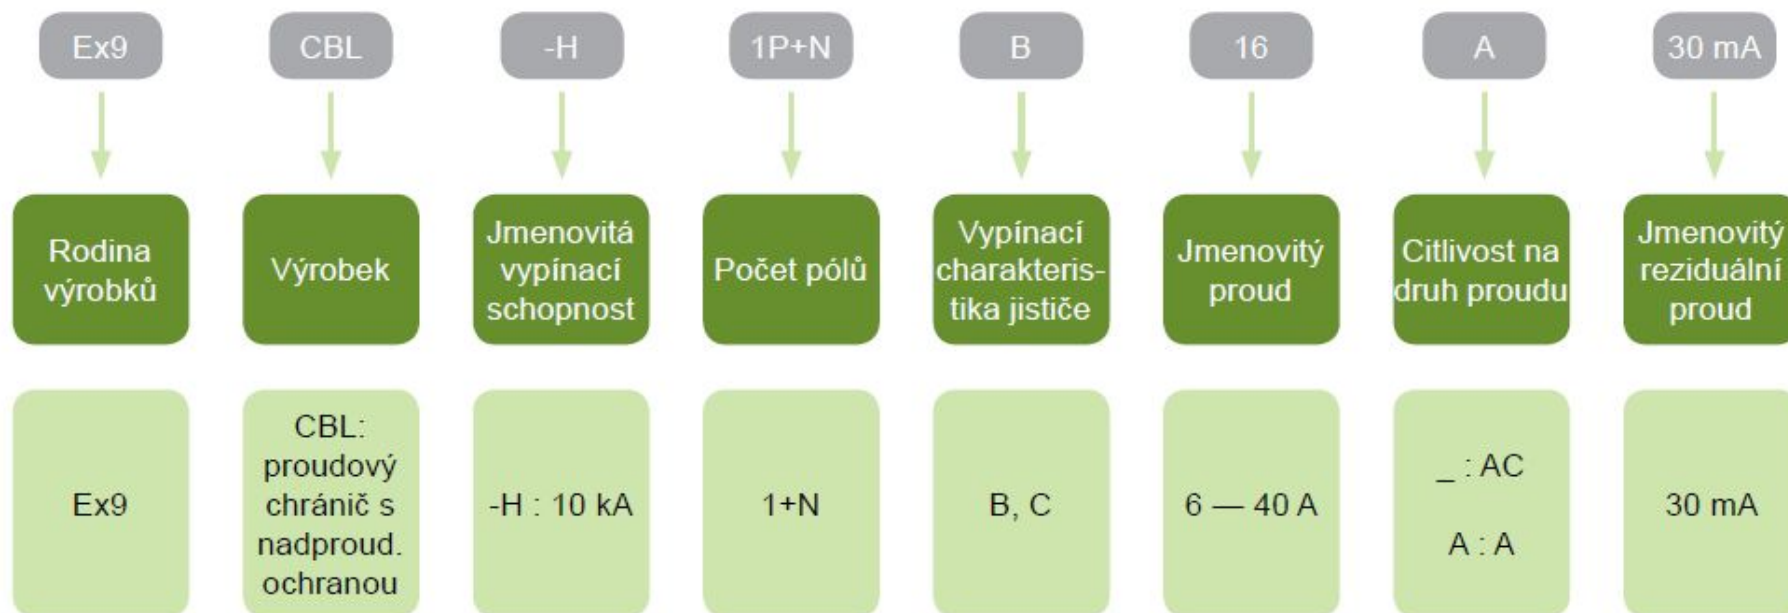 Ex9
CBL
-H
1P+N
B
16
A
30 mA
Rodina
výrobků
Výrobek
Jmenovitá
vypínací
schopnost
Počet pólů
Vypínací
charakteris-
tika jističe
Jmenovitý
proud
Citlivost na
druh proudu
Jmenovitý
reziduální
proud
Ex9
CBL:
proudový
chránič s
nadproud.
ochranou
-H : 10 kA
1+N
B, C
6 — 40 A
_ : AC
A : A
30 mA